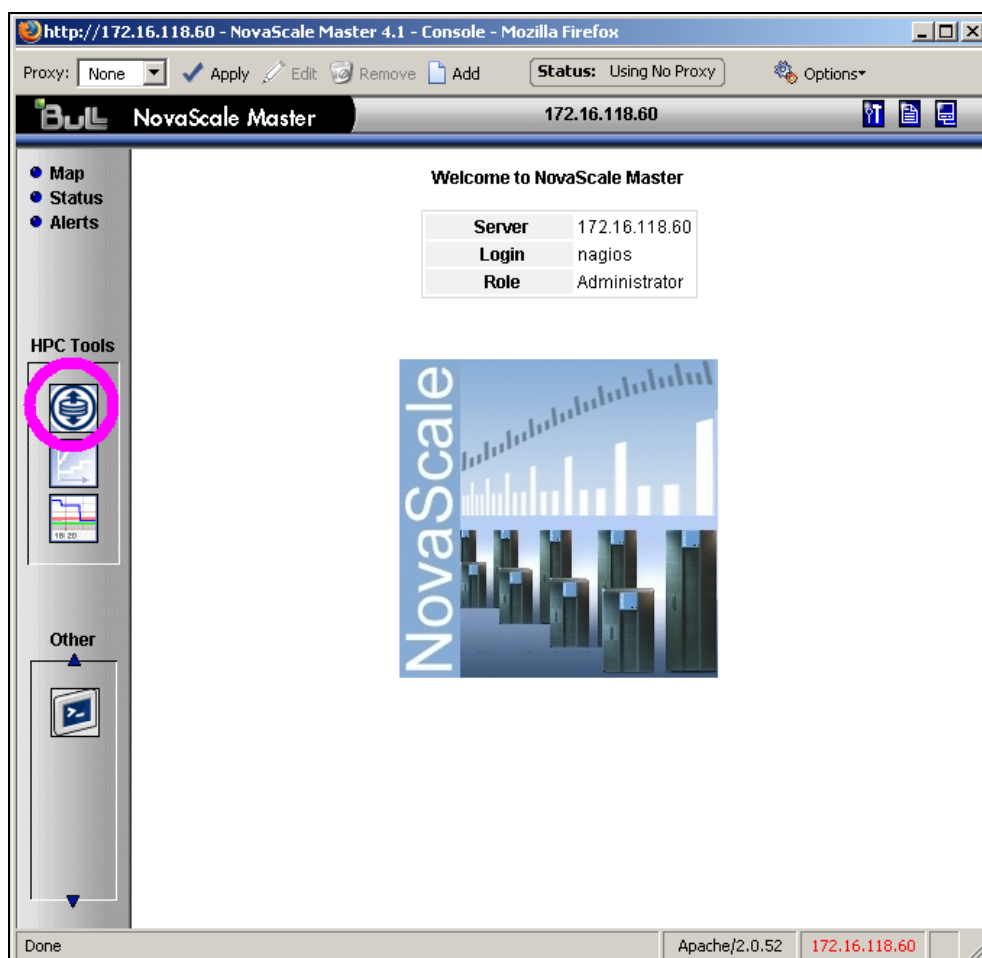 http://172.16.118.60 - NovaScale Master 4.1 - Console - Mozilla Firefox
Proxy: None Apply Edit Remove Add Status: Using No Proxy Options
Bull NovaScale Master 172.16.118.60
Map
Status
Alerts
Welcome to NovaScale Master
Server 172.16.118.60
Login nagios
Role Administrator
HPC Tools
NovaScale
18:20
Other
>_
Done Apache/2.0.52 172.16.118.60